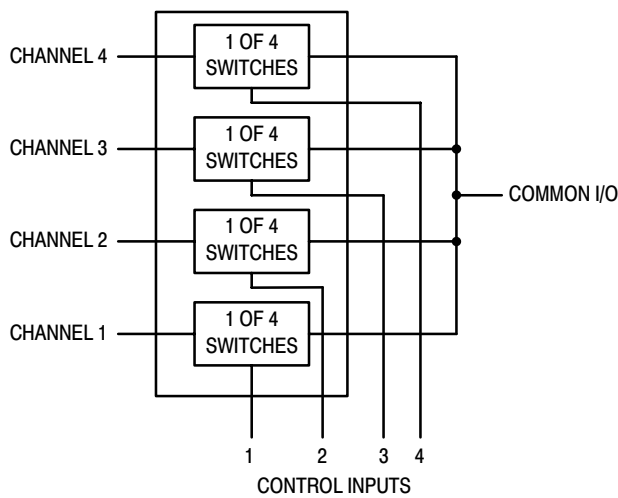 CHANNEL 4
1 OF 4
SWITCHES
CHANNEL 3
1 OF 4
SWITCHES
COMMON I/O
CHANNEL 2
1 OF 4
SWITCHES
CHANNEL 1
1 OF 4
SWITCHES
1 2 3 4
CONTROL INPUTS